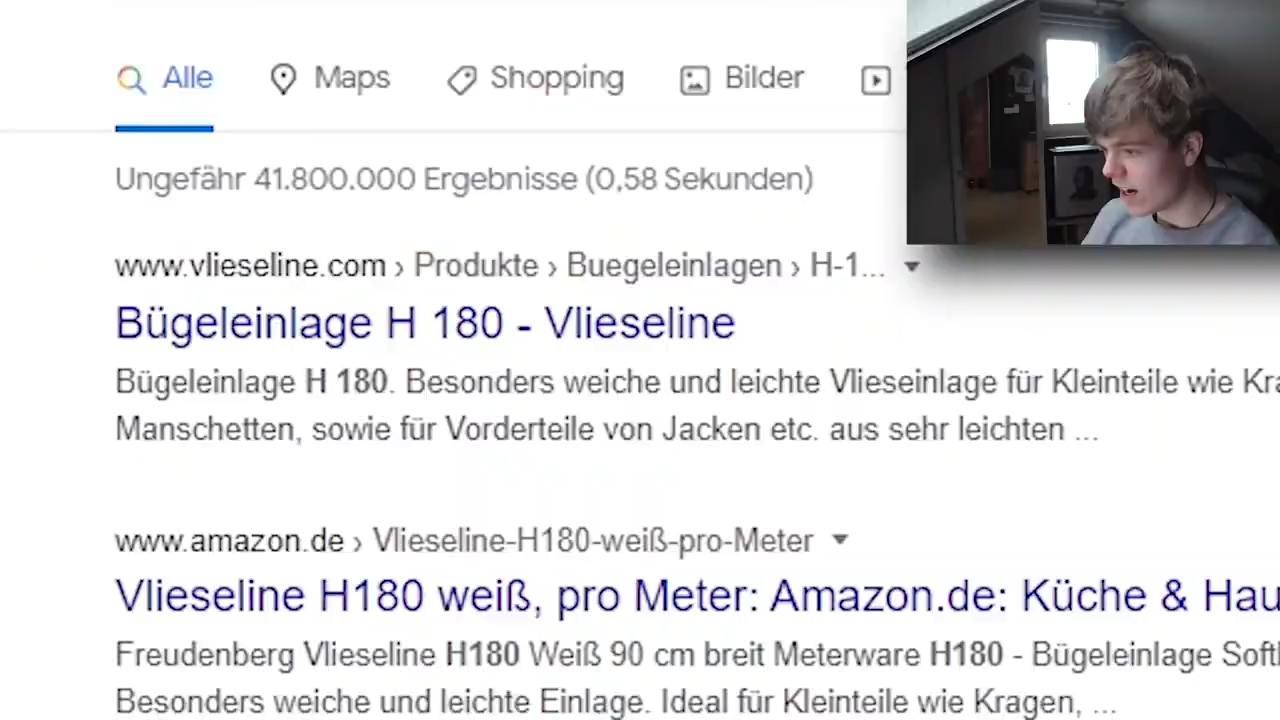 Alle Maps Shopping Bilder
Ungefähr 41.800.000 Ergebnisse (0,58 Sekunden)
www.vlieseline.com › Produkte › Buegeleinlagen › H-1...
Bügeleinlage H 180 - Vlieseline
Bügeleinlage H 180. Besonders weiche und leichte Vlieseinlage für Kleinteile wie
Manschetten, sowie für Vorderteile von Jacken etc. aus sehr leichten ...
www.amazon.de › Vlieseline-H180-weiß-pro-Meter
Vlieseline H180 weiß, pro Meter: Amazon.de: Küche & Hau
Freudenberg Vlieseline H180 Weiß 90 cm breit Meterware H180 - Bügeleinlage
Besonders weiche und leichte Einlage. Ideal für Kleinteile wie Kragen, ...